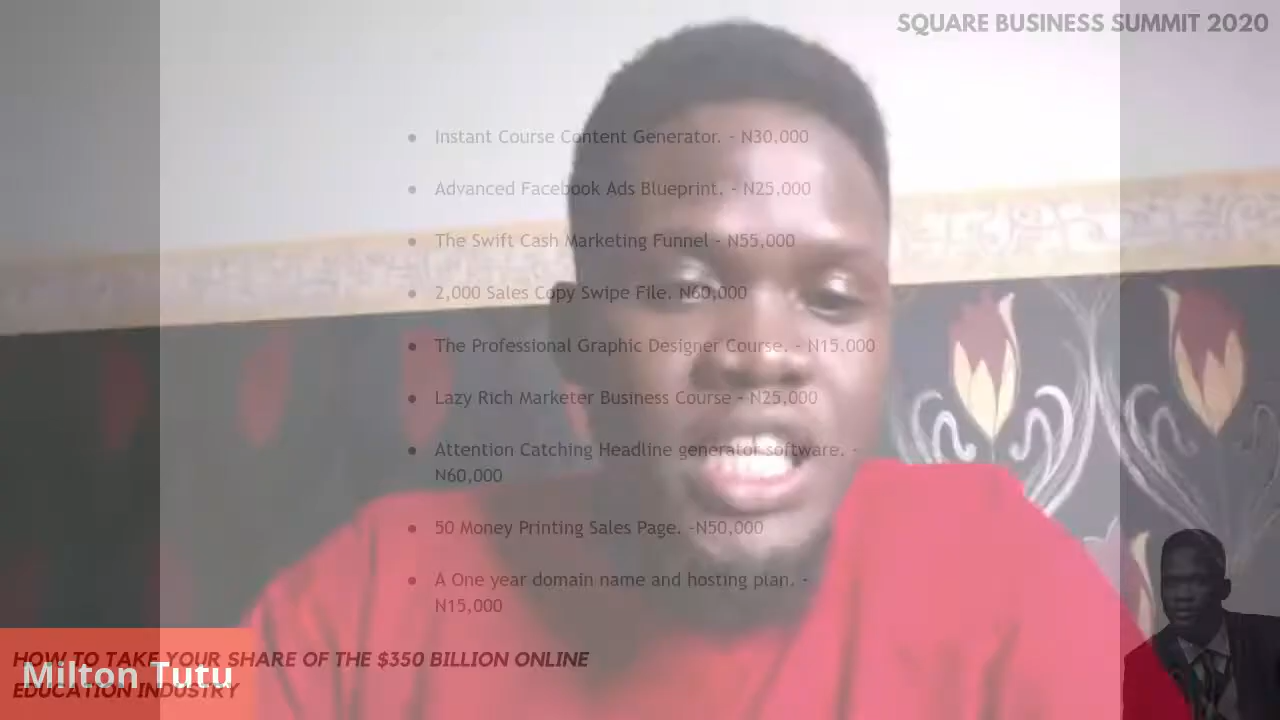 SQUARE BUSINESS SUMMIT 2020
• Instant Course Content Generator. - N30,000
• Advanced Facebook Ads Blueprint. - N25,000
• The Swift Cash Marketing Funnel - N55,000
• 2,000 Sales Copy Swipe File. N60,000
• The Professional Graphic Designer Course. - N15.000
• Lazy Rich Marketer Business Course - N25,000
• Attention Catching Headline generator software. -
N60,000
• 50 Money Printing Sales Page. -N50,000
• A One year domain name and hosting plan. -
N15,000
HOW TO TAKE YOUR SHARE OF THE $350 BILLION ONLINE
EDUCATION INDUSTRY
Milton Tutu